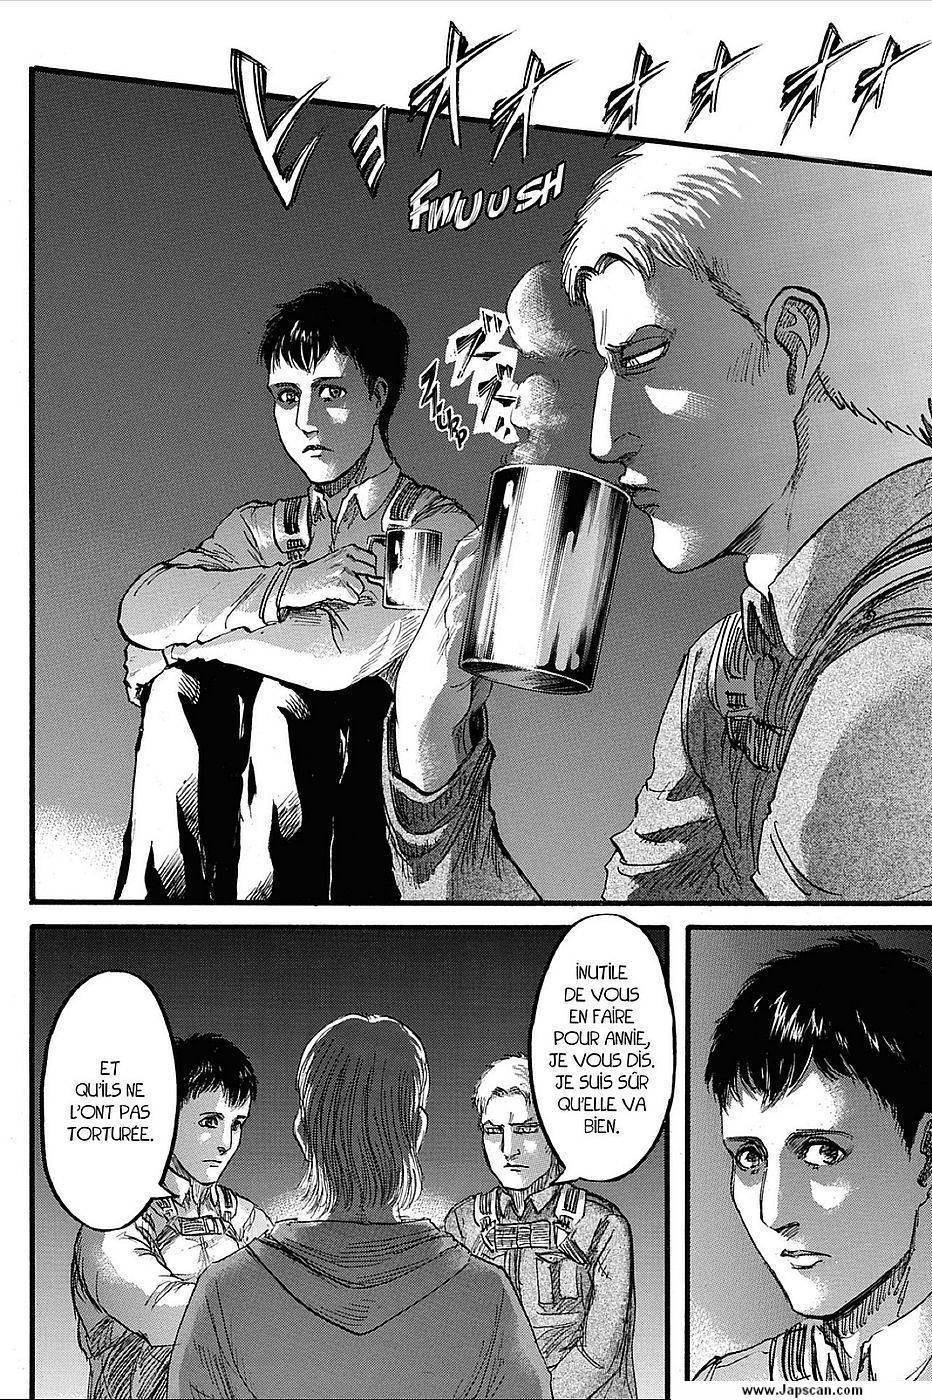 ヒョオオオオオオ
FWUUSH
ズズ
ZURP
INUTILE
DE VOUS
EN FAIRE
POUR ANNIE,
JE VOUS DIS.
JE SUIS SÛR
QU'ELLE VA
BIEN.
ET
QU'ILS NE
L'ONT PAS
TORTURÉE.
www.Japscan.com